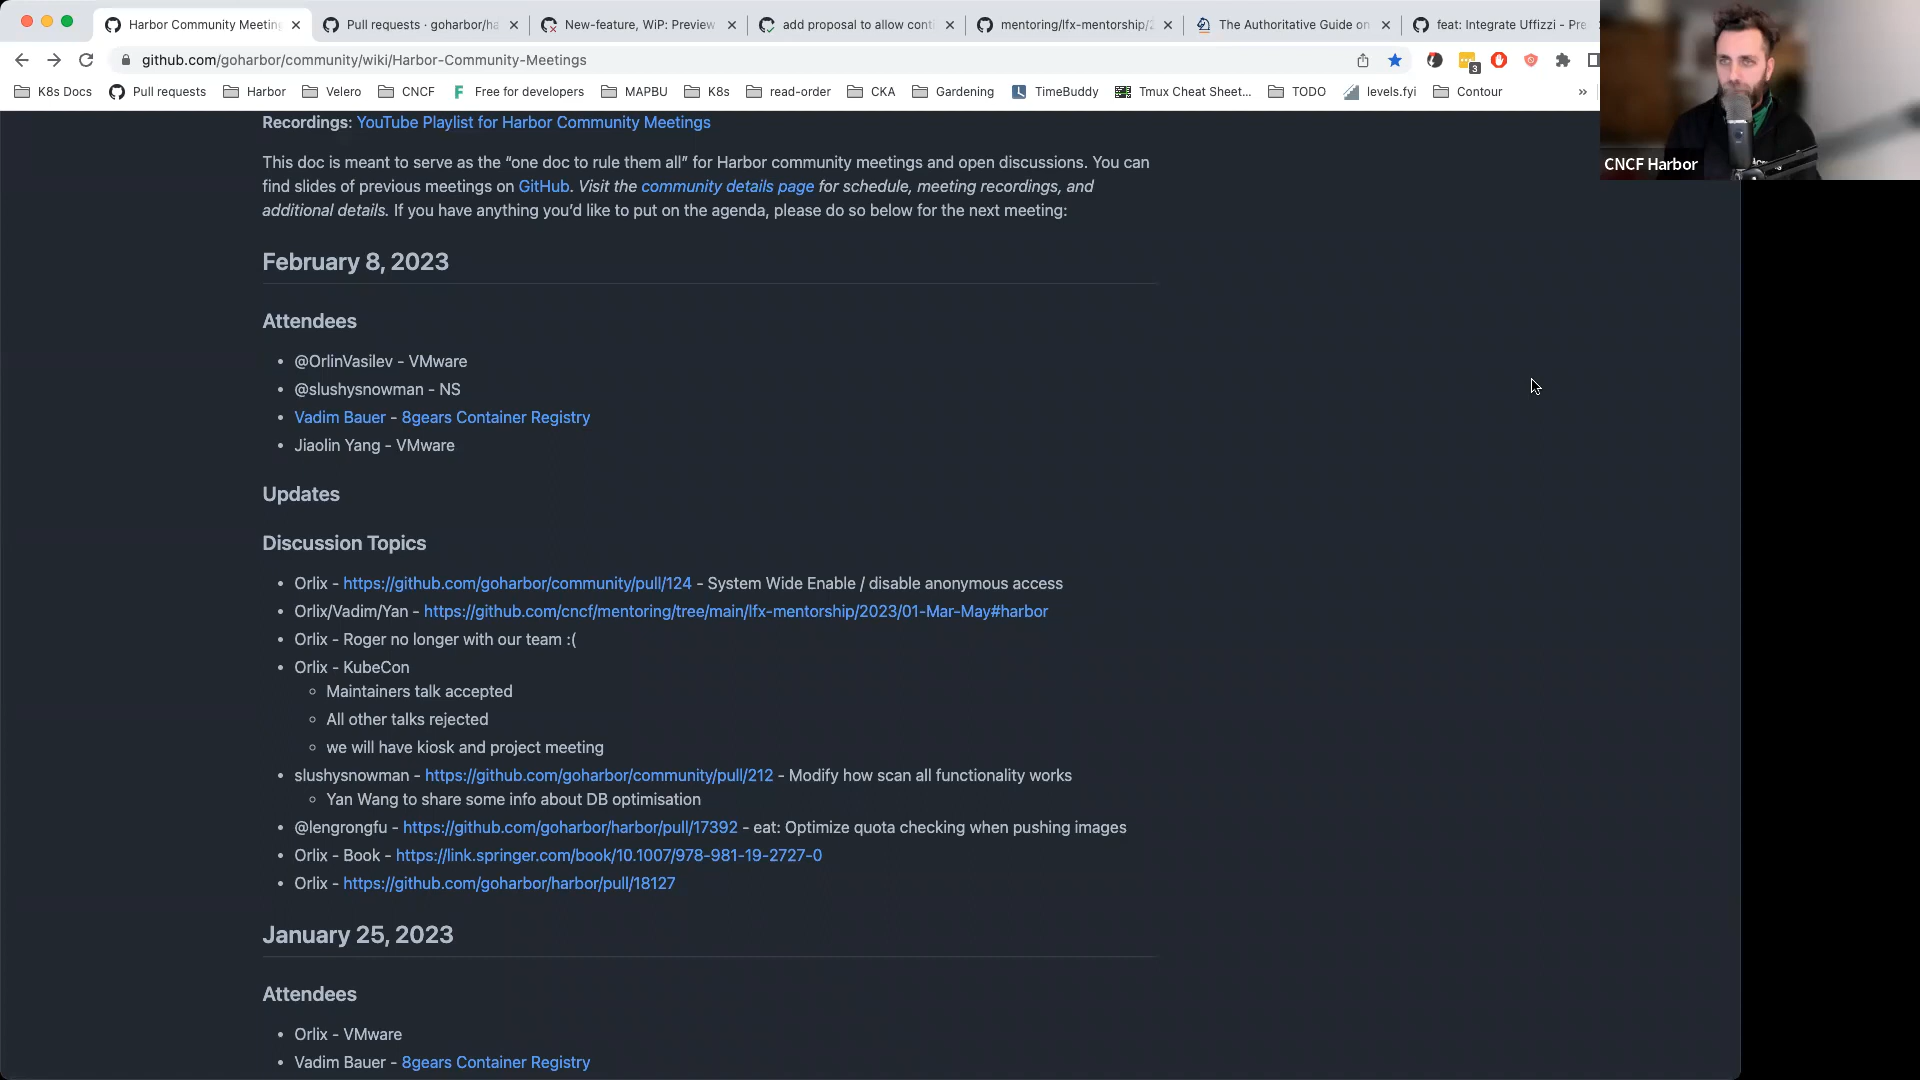 Harbor Community Meetin
Pull requests · goharbor/ha
New-feature, WiP: Preview
add proposal to allow conti
mentoring/lfx-mentorship/2
The Authoritative Guide on
feat: Integrate Uffizzi - Pre
github.com/goharbor/community/wiki/Harbor-Community-Meetings
3
K8s Docs
Pull requests
Harbor
Velero
CNCF
Free for developers
MAPBU
K8s
read-order
CKA
Gardening
TimeBuddy
Tmux Cheat Sheet...
TODO
levels.fyi
Contour
»
CNCF Harbor
Recordings: YouTube Playlist for Harbor Community Meetings
This doc is meant to serve as the “one doc to rule them all” for Harbor community meetings and open discussions. You can
find slides of previous meetings on GitHub. Visit the community details page for schedule, meeting recordings, and
additional details. If you have anything you’d like to put on the agenda, please do so below for the next meeting:
February 8, 2023
Attendees
• @OrlinVasilev - VMware
• @slushysnowman - NS
• Vadim Bauer - 8gears Container Registry
• Jiaolin Yang - VMware
Updates
Discussion Topics
• Orlix - https://github.com/goharbor/community/pull/124 - System Wide Enable / disable anonymous access
• Orlix/Vadim/Yan - https://github.com/cncf/mentoring/tree/main/lfx-mentorship/2023/01-Mar-May#harbor
• Orlix - Roger no longer with our team :(
• Orlix - KubeCon
◦ Maintainers talk accepted
◦ All other talks rejected
◦ we will have kiosk and project meeting
• slushysnowman - https://github.com/goharbor/community/pull/212 - Modify how scan all functionality works
◦ Yan Wang to share some info about DB optimisation
• @lengrongfu - https://github.com/goharbor/harbor/pull/17392 - eat: Optimize quota checking when pushing images
• Orlix - Book - https://link.springer.com/book/10.1007/978-981-19-2727-0
• Orlix - https://github.com/goharbor/harbor/pull/18127
January 25, 2023
Attendees
• Orlix - VMware
• Vadim Bauer - 8gears Container Registry